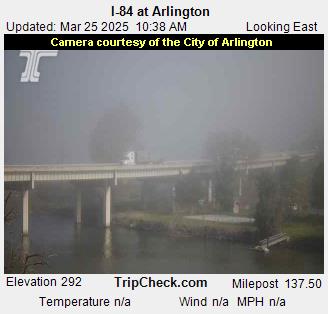 I-84 at Arlington
Updated: Mar 25 2025 10:38 AM Looking East
Camera courtesy of the City of Arlington
Elevation 292 TripCheck.com Milepost 137.50
Temperature n/a Wind n/a MPH n/a